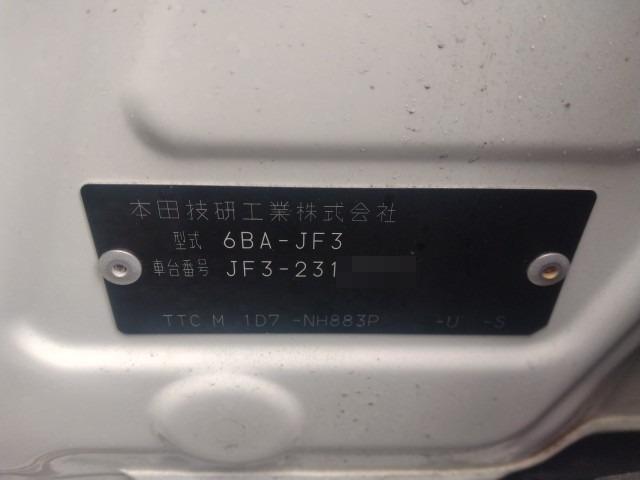 本田技研工業株式会社
型式 6BA-JF3
車台番号 JF3-231
TTC M 1D7 -NH883P -U -S